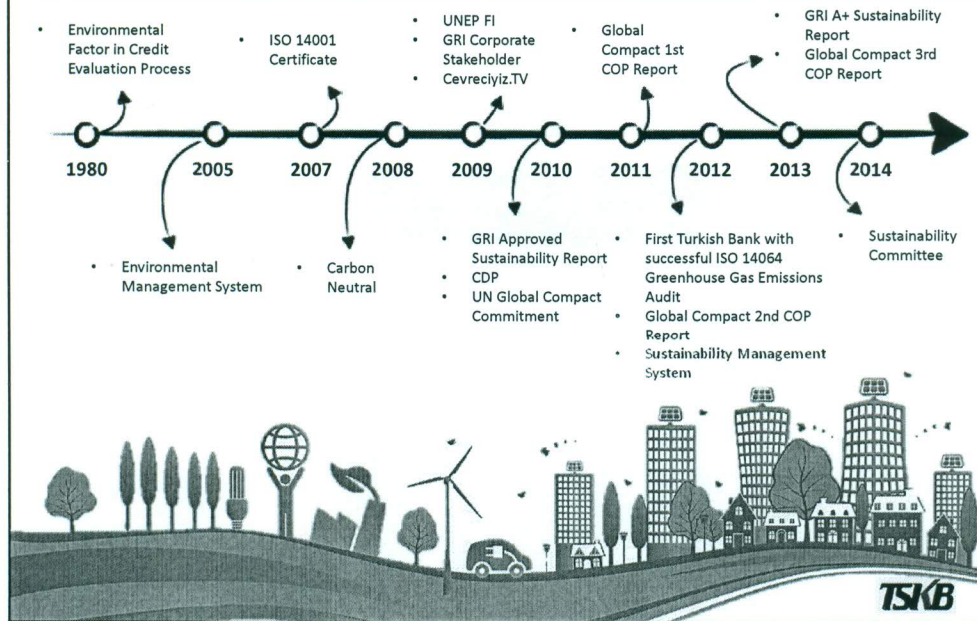 • Environmental
Factor in Credit
Evaluation Process
• ISO 14001
Certificate
• UNEP FI
• GRI Corporate
Stakeholder
• Cevreciyiz.TV
• Global
Compact 1st
COP Report
• GRI A+ Sustainability
Report
• Global Compact 3rd
COP Report
1980
2005
2007
2008
2009
2010
2011
2012
2013
2014
• Environmental
Management System
• Carbon
Neutral
• GRI Approved
Sustainability Report
• CDP
• UN Global Compact
Commitment
• First Turkish Bank with
successful ISO 14064
Greenhouse Gas Emissions
Audit
• Global Compact 2nd COP
Report
• Sustainability Management
System
• Sustainability
Committee
TSKB